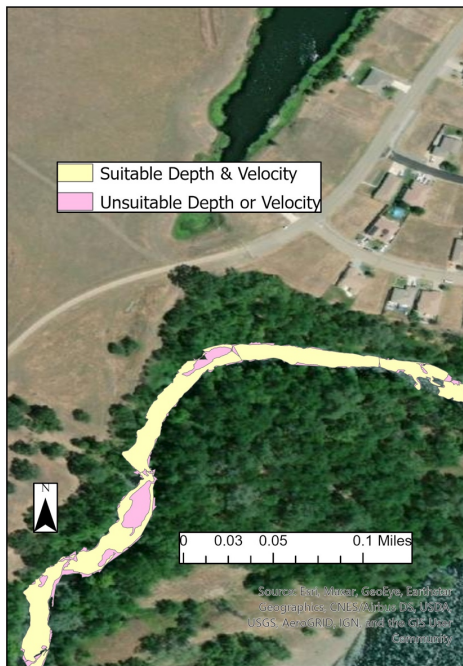 Suitable Depth & Velocity
Unsuitable Depth or Velocity
N
0 0.03 0.05 0.1 Miles
Source: Esri, Maxar, GeoEye, Earthstar
Geographics, CNES/Airbus DS, USDA,
USGS, AeroGRID, IGN, and the GIS User
Community